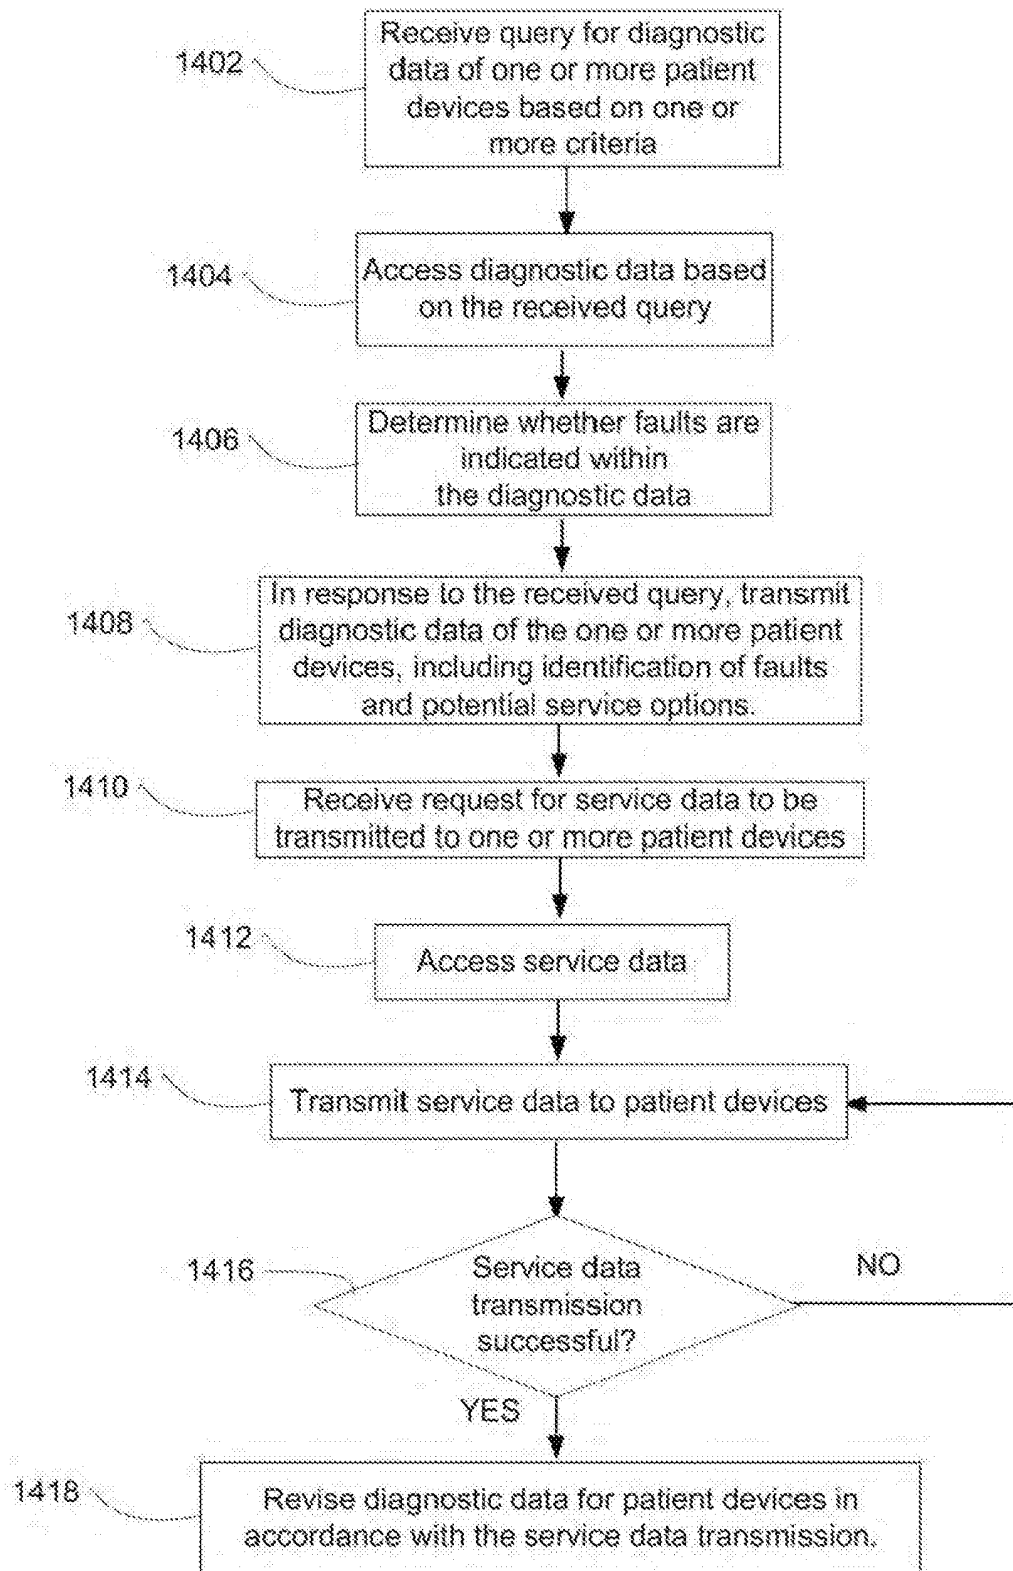 1402
Receive query for diagnostic
data of one or more patient
devices based on one or
more criteria
1404
Access diagnostic data based
on the received query
1406
Determine whether faults are
indicated within
the diagnostic data
1408
In response to the received query, transmit
diagnostic data of the one or more patient
devices, including identification of faults
and potential service options.
1410
Receive request for service data to be
transmitted to one or more patient devices
1412
Access service data
1414
Transmit service data to patient devices
1416
Service data
transmission
successful?
NO
YES
1418
Revise diagnostic data for patient devices in
accordance with the service data transmission.